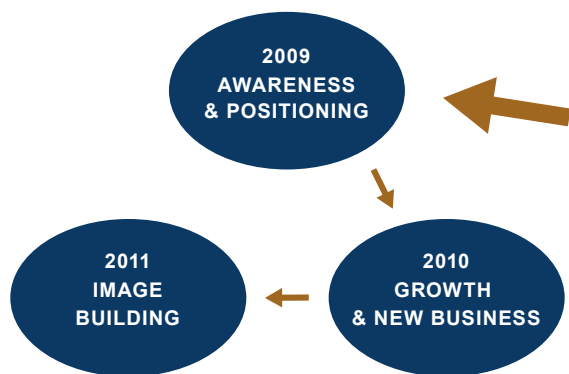 2009
AWARENESS
& POSITIONING
2011
IMAGE
BUILDING
2010
GROWTH
& NEW BUSINESS